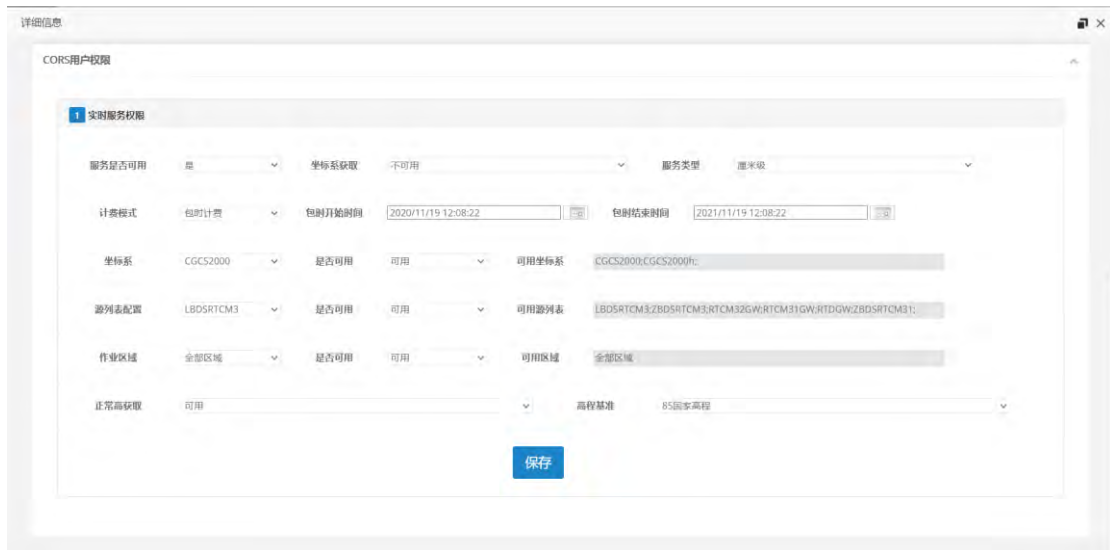 详细信息
CORS用户权限
1 实时服务权限
服务是否可用 是 坐标系获取 不可用 服务类型 厘米级
计费模式 包时计费 包时开始时间 2020/11/19 12:08:22 包时结束时间 2021/11/19 12:08:22
坐标系 CGCS2000 是否可用 可用 可用坐标系 CGCS2000;CGCS2000fr;
源列表配置 LBDSRTCM3 是否可用 可用 可用源列表 LBDSRTCM3;ZBDSRTCM3;RTCM32GW;RTCM31GW;RTDGW;ZBDSRTCM31;
作业区域 全部区域 是否可用 可用 可用区域 全部区域
正常高获取 可用 高程基准 85国家高程
保存